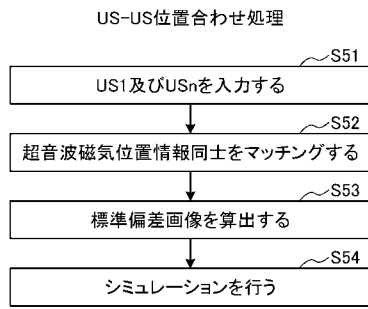 US-US位置合わせ処理
S51
US1及びUSnを入力する
S52
超音波磁気位置情報同士をマッチングする
S53
標準偏差画像を算出する
S54
シミュレーションを行う